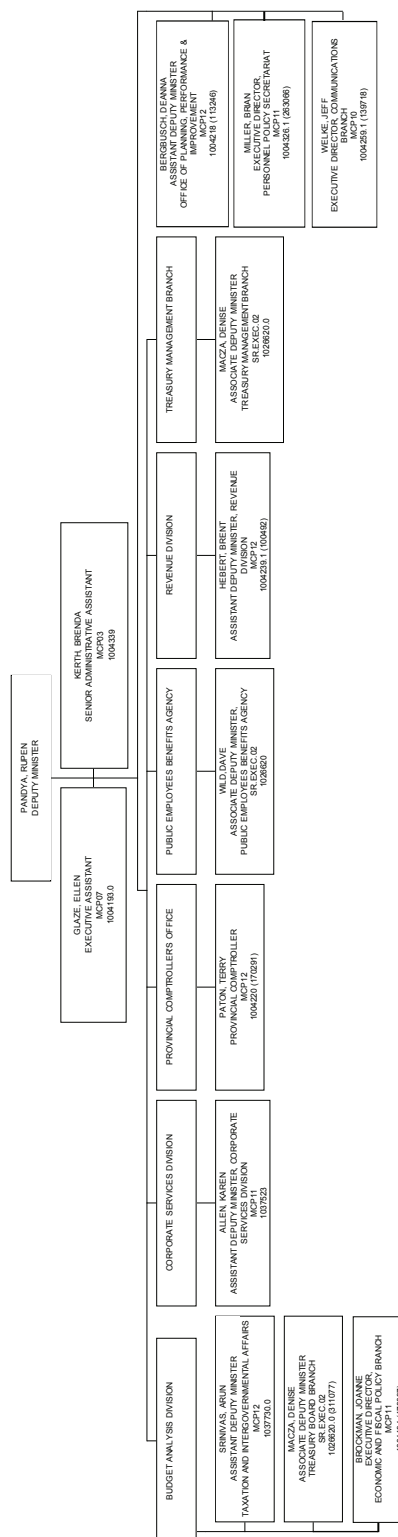 PANDYA, RUPEN
DEPUTY MINISTER
GLAZE, ELLEN
EXECUTIVE ASSISTANT
MCP07
1004193.0
KERTH, BRENDA
SENIOR ADMINISTRATIVE ASSISTANT
MCP03
1004339
BUDGET ANALYSIS DIVISION
SRINIVAS, ARUN
ASSISTANT DEPUTY MINISTER
TAXATION AND INTERGOVERNMENTAL AFFAIRS
MCP12
1037730.0
MACZA, DENISE
ASSOCIATE DEPUTY MINISTER
TREASURY BOARD BRANCH
SR.EXEC.02
1026620.0 (311077)
BROCKMAN, JOANNE
EXECUTIVE DIRECTOR,
ECONOMIC AND FISCAL POLICY BRANCH
MCP11
CORPORATE SERVICES DIVISION
ALLEN, KAREN
ASSISTANT DEPUTY MINISTER, CORPORATE
SERVICES DIVISION
MCP11
1037523
PROVINCIAL COMPTROLLER'S OFFICE
PATON, TERRY
PROVINCIAL COMPTROLLER
MCP12
1004220 (170291)
PUBLIC EMPLOYEES BENEFITS AGENCY
WILD, DAVE
ASSOCIATE DEPUTY MINISTER,
PUBLIC EMPLOYEES BENEFITS AGENCY
SR.EXEC.02
1026620
REVENUE DIVISION
HEBERT, BRENT
ASSISTANT DEPUTY MINISTER, REVENUE
DIVISION
MCP12
1004239.1 (100492)
TREASURY MANAGEMENT BRANCH
MACZA, DENISE
ASSOCIATE DEPUTY MINISTER
TREASURY MANAGEMENT BRANCH
SR.EXEC.02
1026620.0
BERGBUSCH, DEANNA
ASSISTANT DEPUTY MINISTER
OFFICE OF PLANNING, PERFORMANCE &
IMPROVEMENT
MCP12
1004218 (113246)
MILLER, BRIAN
EXECUTIVE DIRECTOR,
PERSONNEL POLICY SECRETARIAT
MCP11
1004326.1 (263066)
WELKE, JEFF
EXECUTIVE DIRECTOR, COMMUNICATIONS
BRANCH
MCP10
1004259.1 (139718)